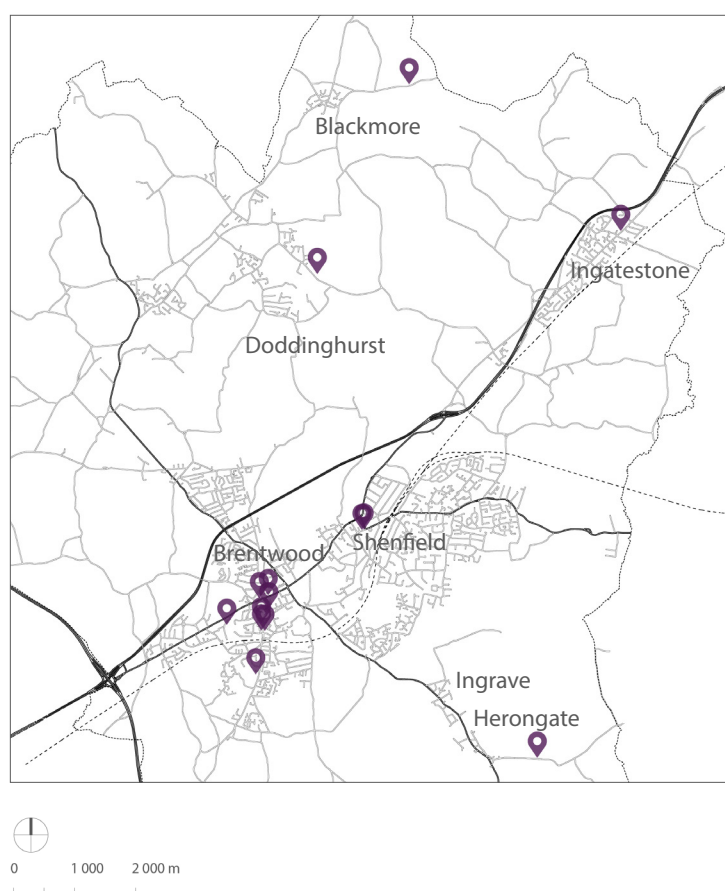 Blackmore
Ingatestone
Doddinghurst
Brentwood
Shenfield
Ingrave
Herongate
0 1 000 2 000 m